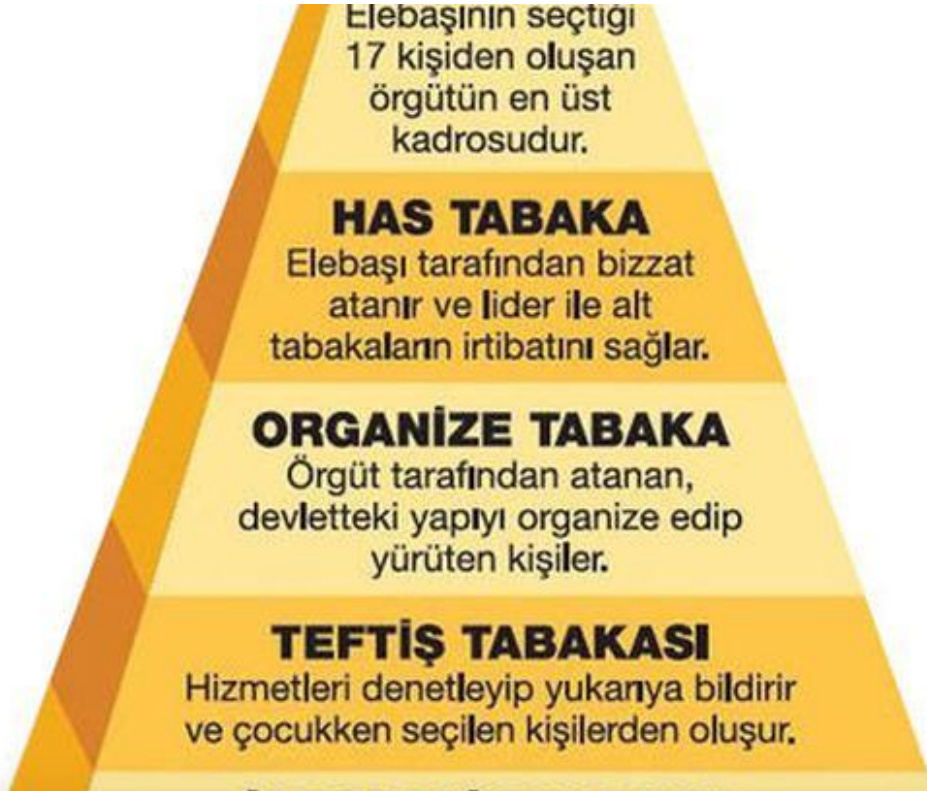 Elebaşının seçtiği
17 kişiden oluşan
örgütün en üst
kadrosudur.
HAS TABAKA
Elebaşı tarafından bizzat
atanır ve lider ile alt
tabakaların irtibatını sağlar.
ORGANİZE TABAKA
Örgüt tarafından atanan,
devletteki yapıyı organize edip
yürüten kişiler.
TEFTİŞ TABAKASI
Hizmetleri denetleyip yukarıya bildirir
ve çocukken seçilen kişilerden oluşur.